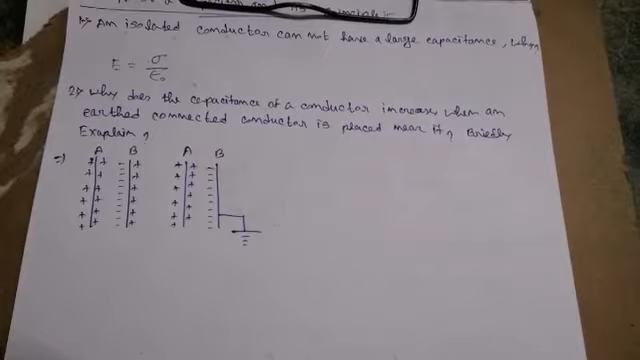 1) An isolated conductor can not have a large capacitance, why?
E = σ/ε₀
2) Why does the capacitance of a conductor increase when an
earthed connected conductor is placed near it? Briefly
Exaplain?
=)
A B A B